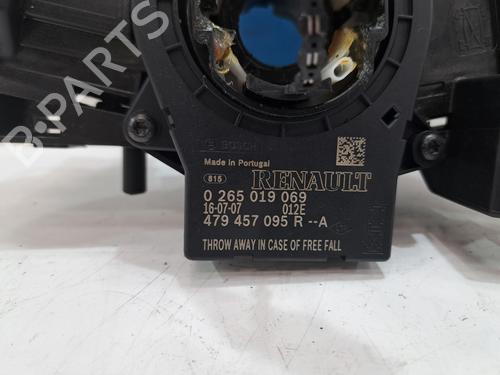 B-PARTS
BOSCH
Made in Portugal
815
RENAULT
0 265 019 069
16-07-07 012E
479 457 095 R --A
THROW AWAY IN CASE OF FREE FALL